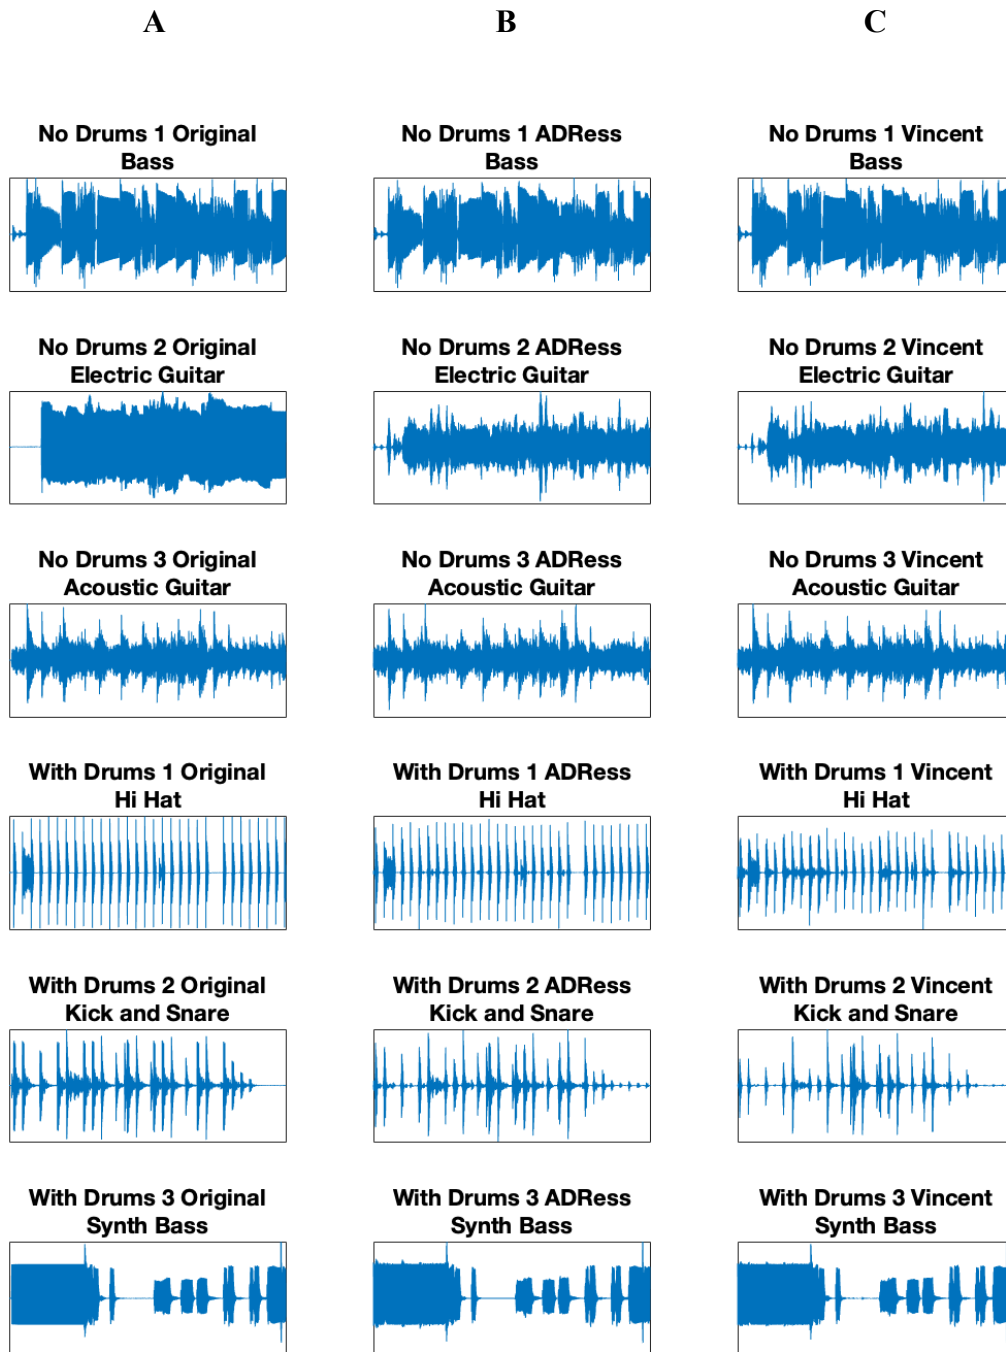 A
B
C
No Drums 1 Original
Bass
No Drums 1 ADRess
Bass
No Drums 1 Vincent
Bass
No Drums 2 Original
Electric Guitar
No Drums 2 ADRess
Electric Guitar
No Drums 2 Vincent
Electric Guitar
No Drums 3 Original
Acoustic Guitar
No Drums 3 ADRess
Acoustic Guitar
No Drums 3 Vincent
Acoustic Guitar
With Drums 1 Original
Hi Hat
With Drums 1 ADRess
Hi Hat
With Drums 1 Vincent
Hi Hat
With Drums 2 Original
Kick and Snare
With Drums 2 ADRess
Kick and Snare
With Drums 2 Vincent
Kick and Snare
With Drums 3 Original
Synth Bass
With Drums 3 ADRess
Synth Bass
With Drums 3 Vincent
Synth Bass